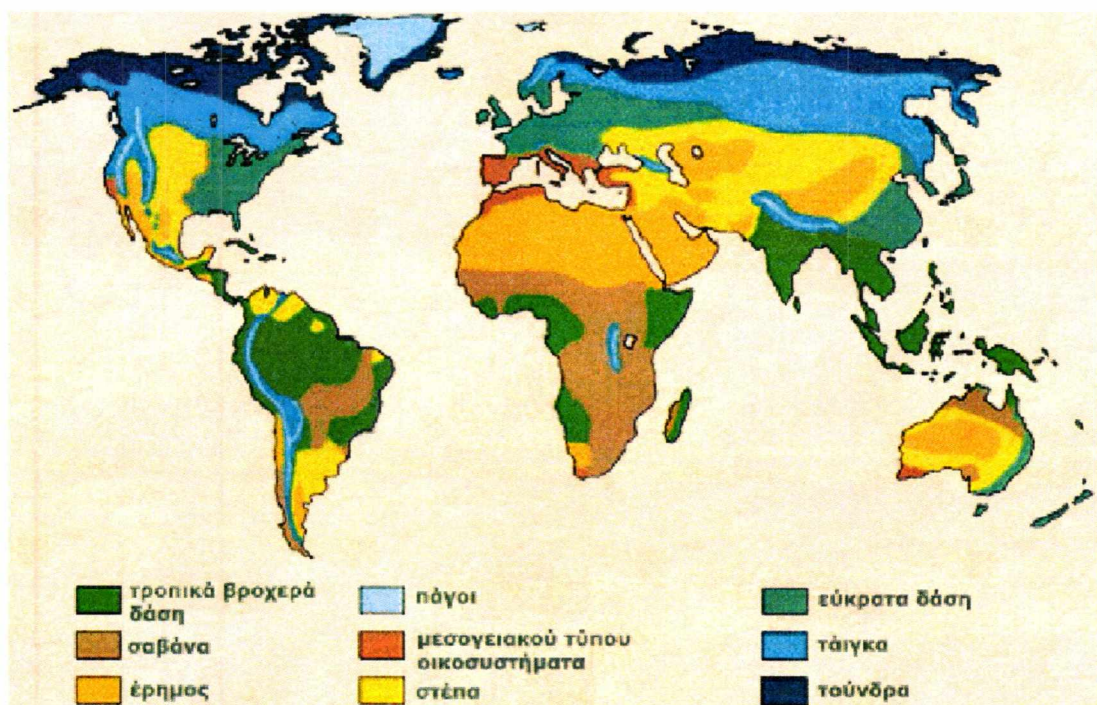 τροπικά βροχερά
δάση
σαβάνα
έρημος
πάγοι
μεσογειακού τύπου
οικοσυστήματα
στέπα
εύκρατα δάση
τάιγκα
τούνδρα